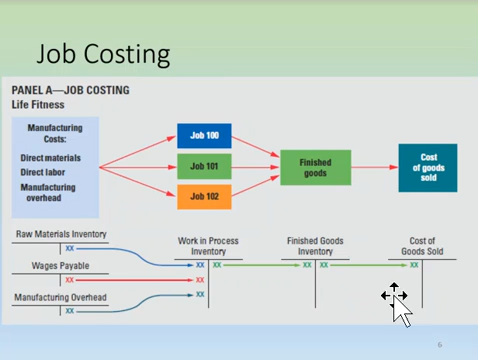 Job Costing
PANEL A—JOB COSTING
Life Fitness
Manufacturing
Costs:
Direct materials
Direct labor
Manufacturing
overhead
Job 100
Job 101
Job 102
Finished
goods
Cost
of goods
sold
Raw Materials Inventory
XX
Wages Payable
XX
Manufacturing Overhead
XX
Work in Process
Inventory
XX XX
XX
XX
Finished Goods
Inventory
XX XX
Cost of
Goods Sold
XX
6